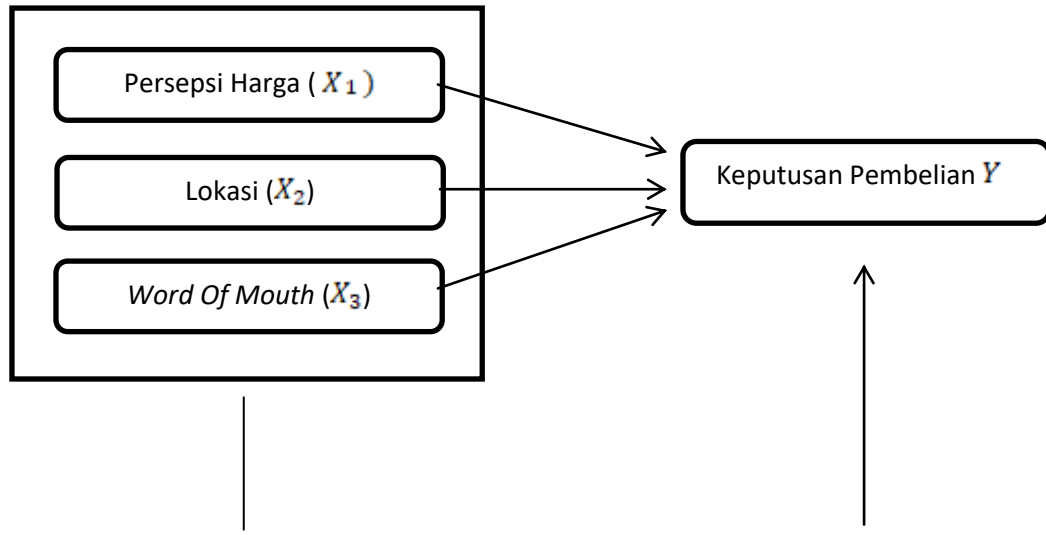 Persepsi Harga ( X₁ )
Lokasi (X₂)
Word Of Mouth (X₃)
Keputusan Pembelian Y